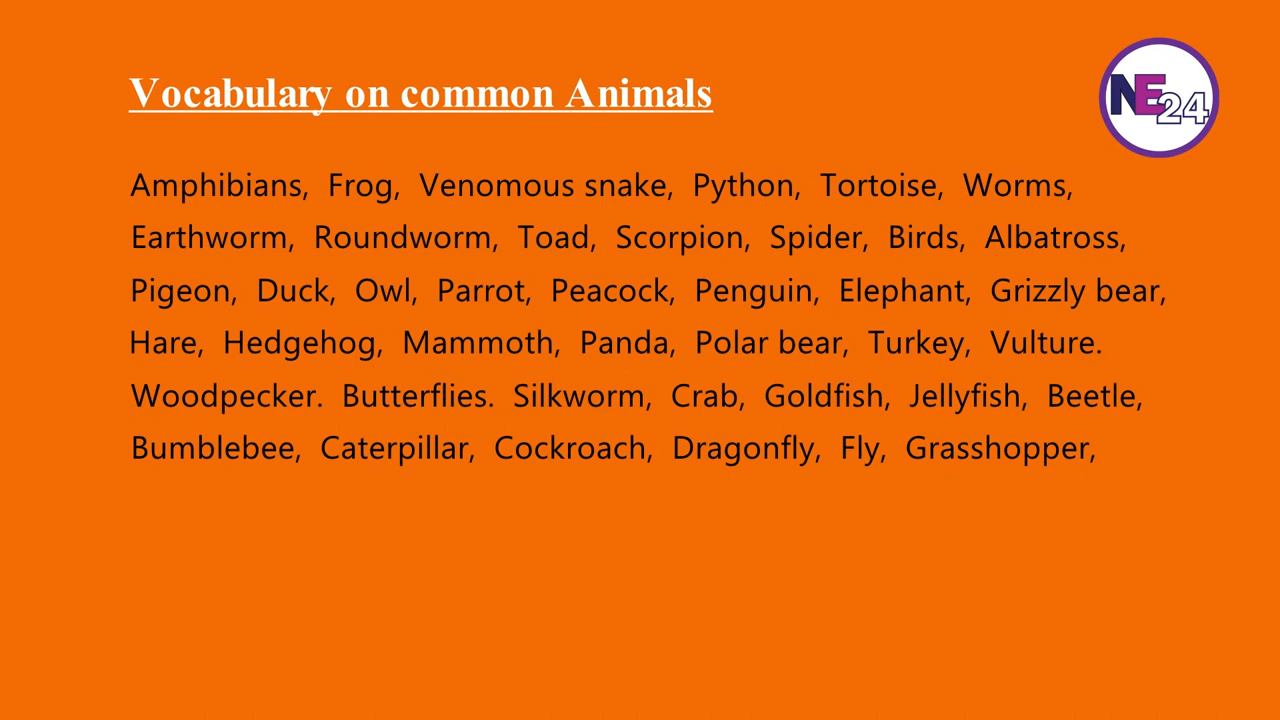 Vocabulary on common Animals
NE24
Amphibians, Frog, Venomous snake, Python, Tortoise, Worms,
Earthworm, Roundworm, Toad, Scorpion, Spider, Birds, Albatross,
Pigeon, Duck, Owl, Parrot, Peacock, Penguin, Elephant, Grizzly bear,
Hare, Hedgehog, Mammoth, Panda, Polar bear, Turkey, Vulture.
Woodpecker. Butterflies. Silkworm, Crab, Goldfish, Jellyfish, Beetle,
Bumblebee, Caterpillar, Cockroach, Dragonfly, Fly, Grasshopper,